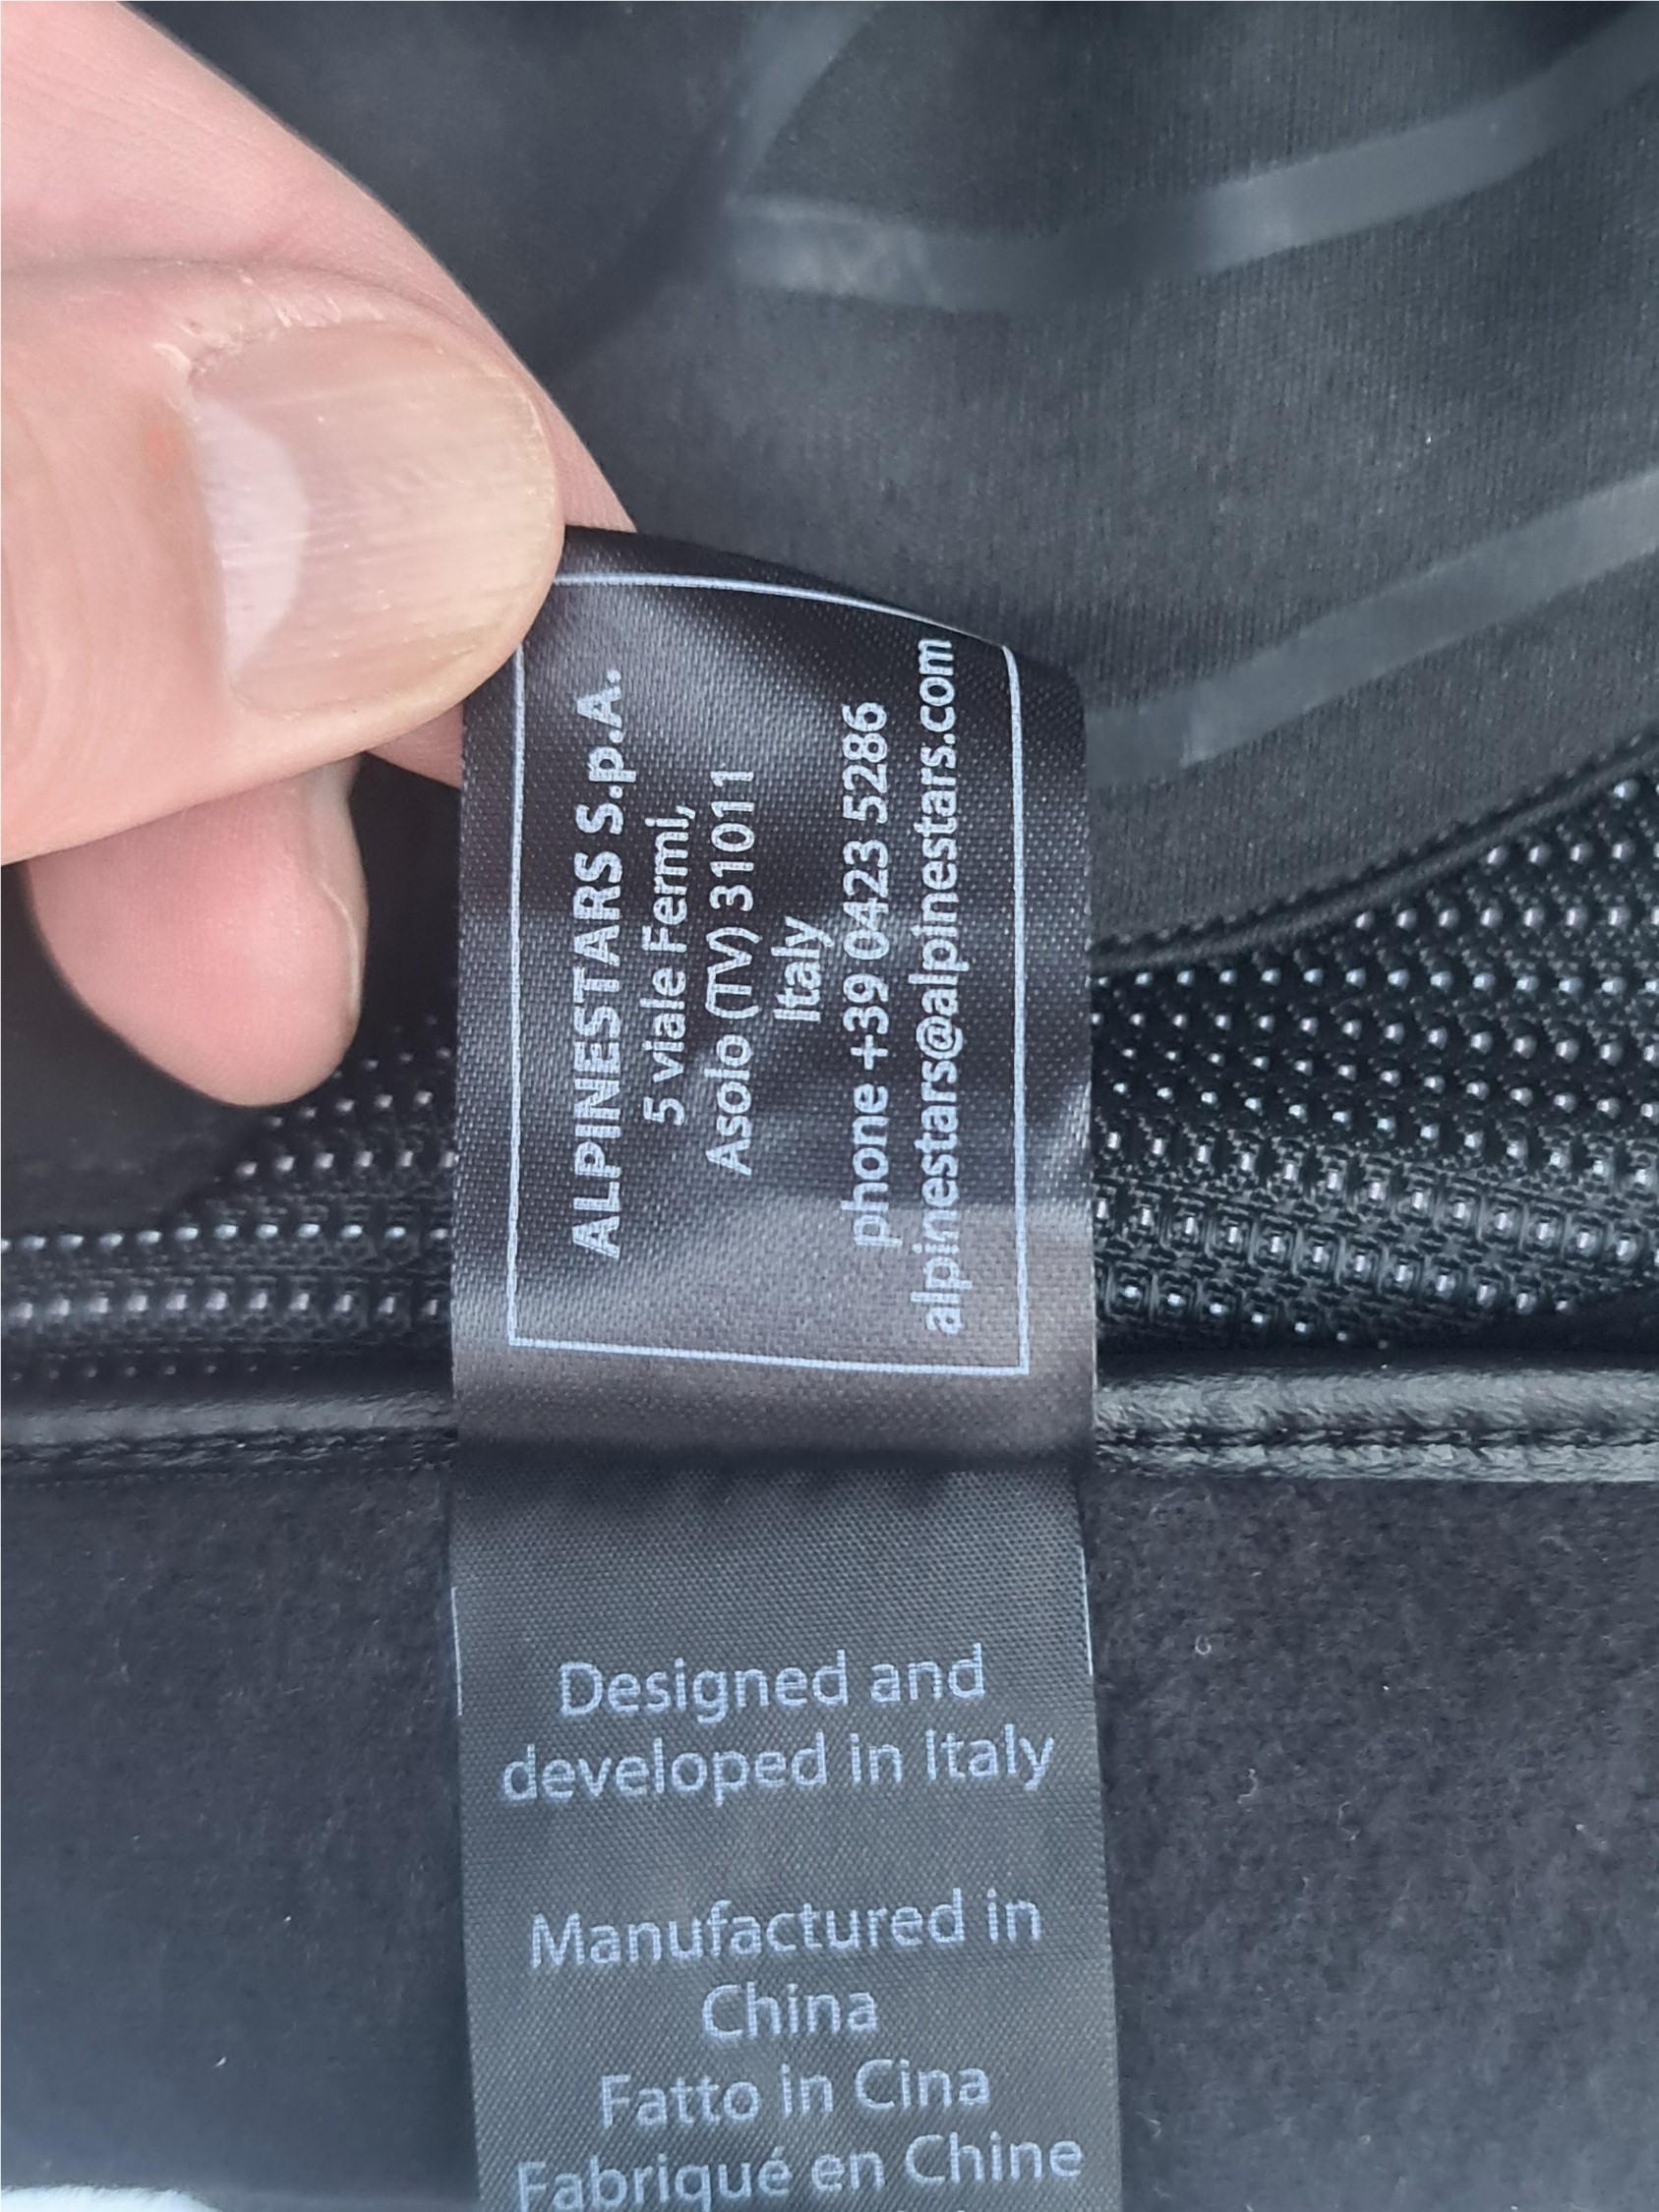 ALPINESTARS S.p.A.
5 viale Fermi,
Asolo (TV) 31011
Italy
phone +39 0423 5286
alpinestars@alpinestars.com
Designed and
developed in Italy
Manufactured in
China
Fatto in Cina
Fabriqué en Chine